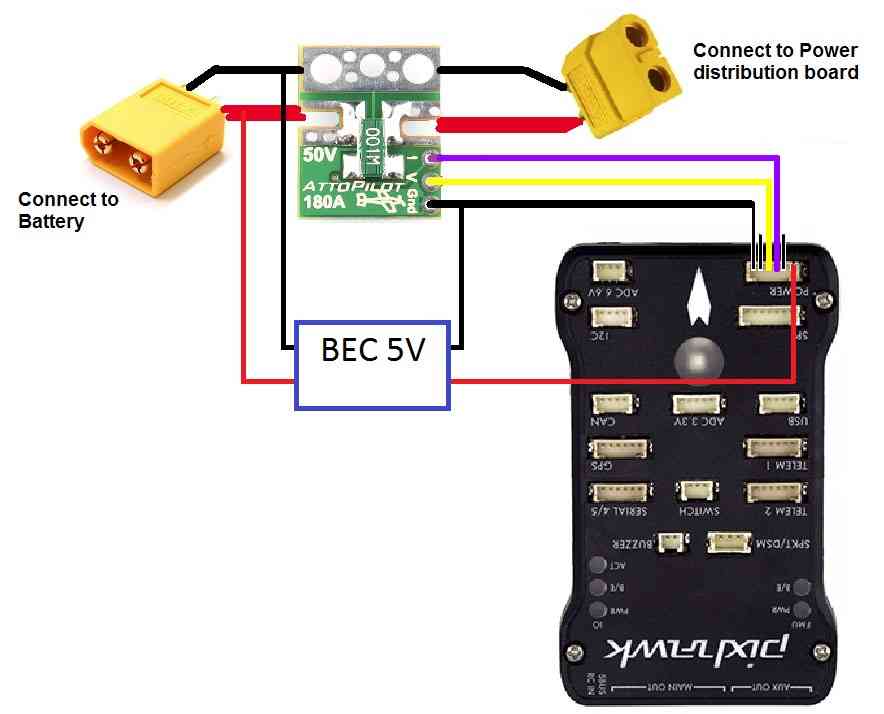 Connect to Power
distribution board
Connect to
Battery
50V
R001M
I
V
Gnd
ATTOPILOT
180A
BEC 5V
ADC 6.6V
POWER
I2C
SPI
CAN
ADC 3.3V
USB
GPS
TELEM 1
SERIAL 4/5
SWITCH
TELEM 2
BUZZER
SPKT/DSM
ACT
B/E
B/E
PWR
PWR
IO
FMU
pixhawk
SBUS
RC IN
MAIN OUT
AUX OUT